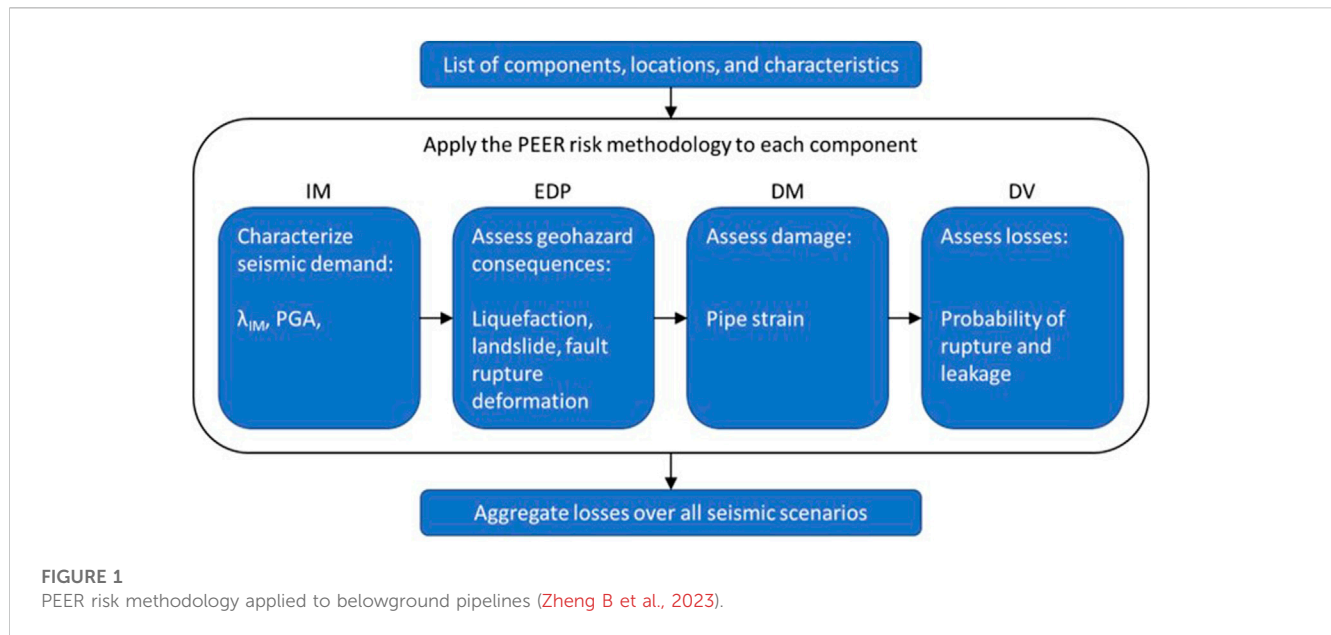 List of components, locations, and characteristics
Apply the PEER risk methodology to each component
IM
Characterize
seismic demand:
λIM, PGA,
EDP
Assess geohazard
consequences:
Liquefaction,
landslide, fault
rupture
deformation
DM
Assess damage:
Pipe strain
DV
Assess losses:
Probability of
rupture and
leakage
Aggregate losses over all seismic scenarios
FIGURE 1
PEER risk methodology applied to belowground pipelines (Zheng B et al., 2023).